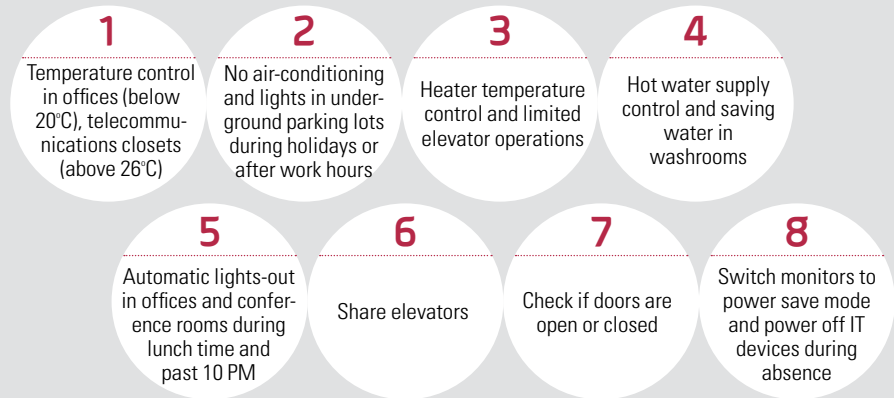 1
Temperature control
in offices (below
20°C), telecommu-
nications closets
(above 26°C)
2
No air-conditioning
and lights in under-
ground parking lots
during holidays or
after work hours
3
Heater temperature
control and limited
elevator operations
4
Hot water supply
control and saving
water in
washrooms
5
Automatic lights-out
in offices and confer-
ence rooms during
lunch time and
past 10 PM
6
Share elevators
7
Check if doors are
open or closed
8
Switch monitors to
power save mode
and power off IT
devices during
absence